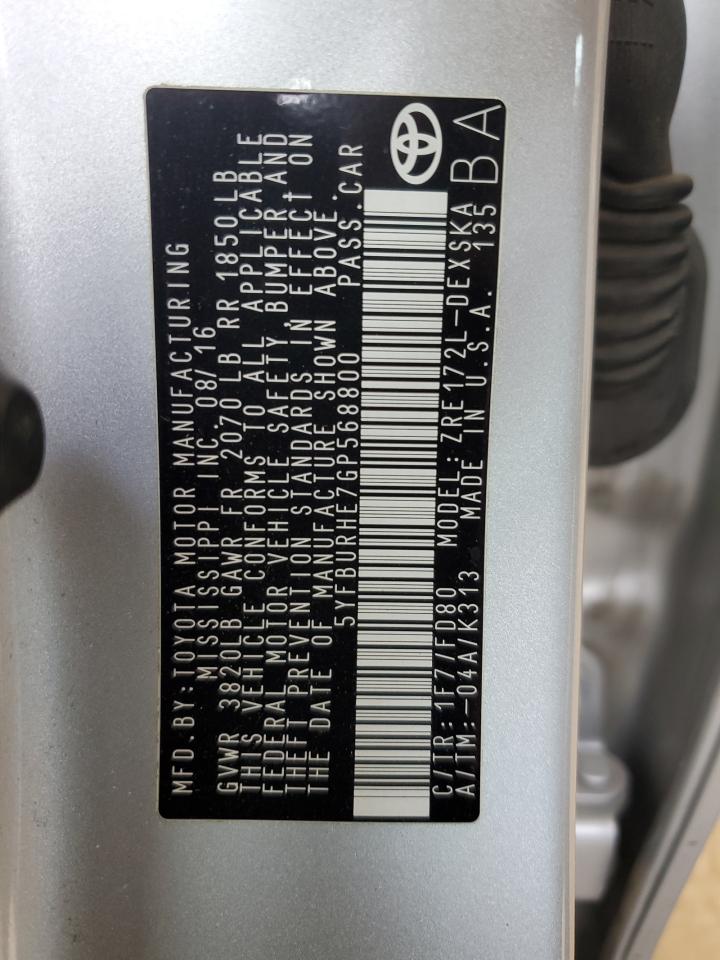 MFD.BY:TOYOTA MOTOR MANUFACTURING
MISSISSIPPI INC.08/16
GVWR 3820LB GAWR FR 2070 LB RR 1850 LB
THIS VEHICLE CONFORMS TO ALL APPLICABLE
FEDERAL MOTOR VEHICLE SAFETY, BUMPER, AND
THEFT PREVENTION STANDARDS IN EFFECT ON
THE DATE OF MANUFACTURE SHOWN ABOVE.
5YFBURHE7GP568800 PASS.CAR
C/TR:1F7/FD80 MODEL:ZRE172L-DEXSKA
A/TM:-04A/K313 MADE IN U.S.A. 135 BA